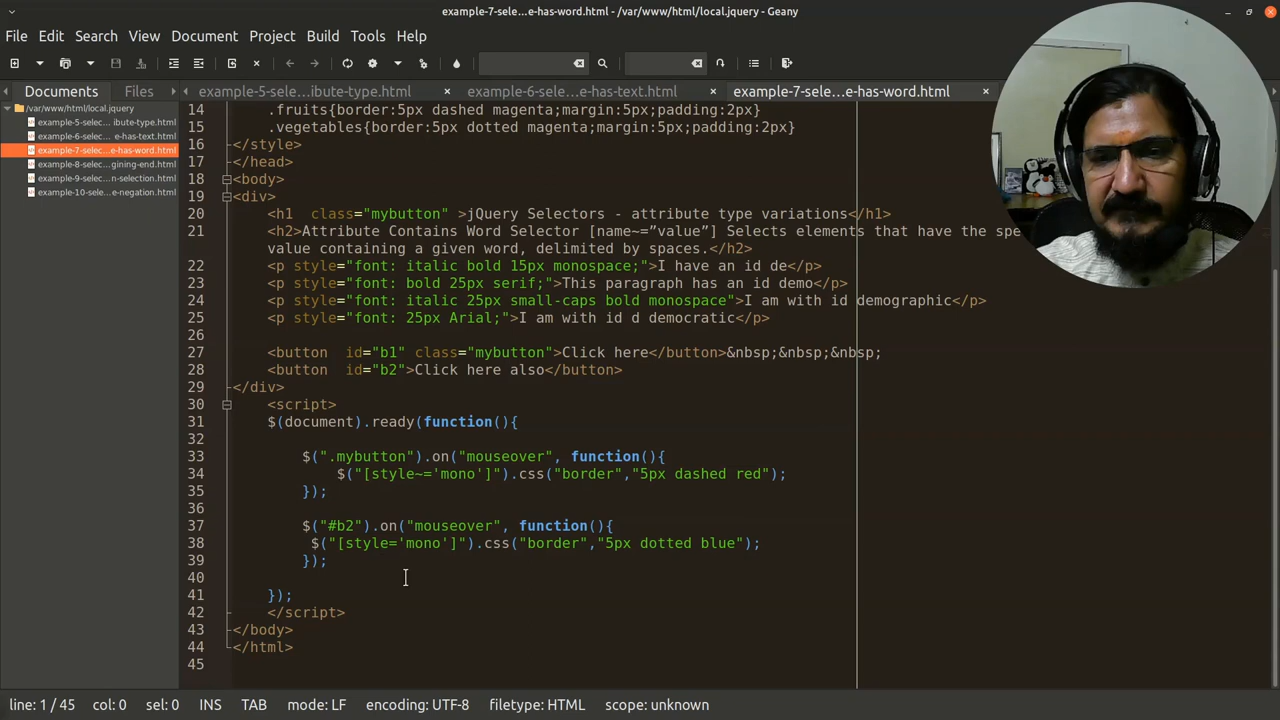 example-7-sele...e-has-word.html - /var/www/html/local.jquery - Geany
File Edit Search View Document Project Build Tools Help
Documents Files example-5-sele...ibute-type.html example-6-sele...e-has-text.html example-7-sele...e-has-word.html
/var/www/html/local.jquery
example-5-selec... ibute-type.html
example-6-selec... e-has-text.html
example-7-selec...e-has-word.html
example-8-selec...gining-end.html
example-9-selec...n-selection.html
example-10-sele...e-negation.html
14 .fruits{border:5px dashed magenta;margin:5px;padding:2px}
15 .vegetables{border:5px dotted magenta;margin:5px;padding:2px}
16 </style>
17 </head>
18 <body>
19 <div>
20 <h1  class="mybutton" >jQuery Selectors - attribute type variations</h1>
21 <h2>Attribute Contains Word Selector [name~=”value”] Selects elements that have the spe
value containing a given word, delimited by spaces.</h2>
22 <p style="font: italic bold 15px monospace;">I have an id de</p>
23 <p style="font: bold 25px serif;">This paragraph has an id demo</p>
24 <p style="font: italic 25px small-caps bold monospace">I am with id demographic</p>
25 <p style="font: 25px Arial;">I am with id d democratic</p>
26
27 <button  id="b1" class="mybutton">Click here</button>&nbsp;&nbsp;&nbsp;
28 <button  id="b2">Click here also</button>
29 </div>
30 <script>
31 $(document).ready(function(){
32
33 $(".mybutton").on("mouseover", function(){
34 $("[style~='mono']").css("border","5px dashed red");
35 });
36
37 $("#b2").on("mouseover", function(){
38 $("[style='mono']").css("border","5px dotted blue");
39 });
40
41 });
42 </script>
43 </body>
44 </html>
45
line: 1 / 45 col: 0 sel: 0 INS TAB mode: LF encoding: UTF-8 filetype: HTML scope: unknown